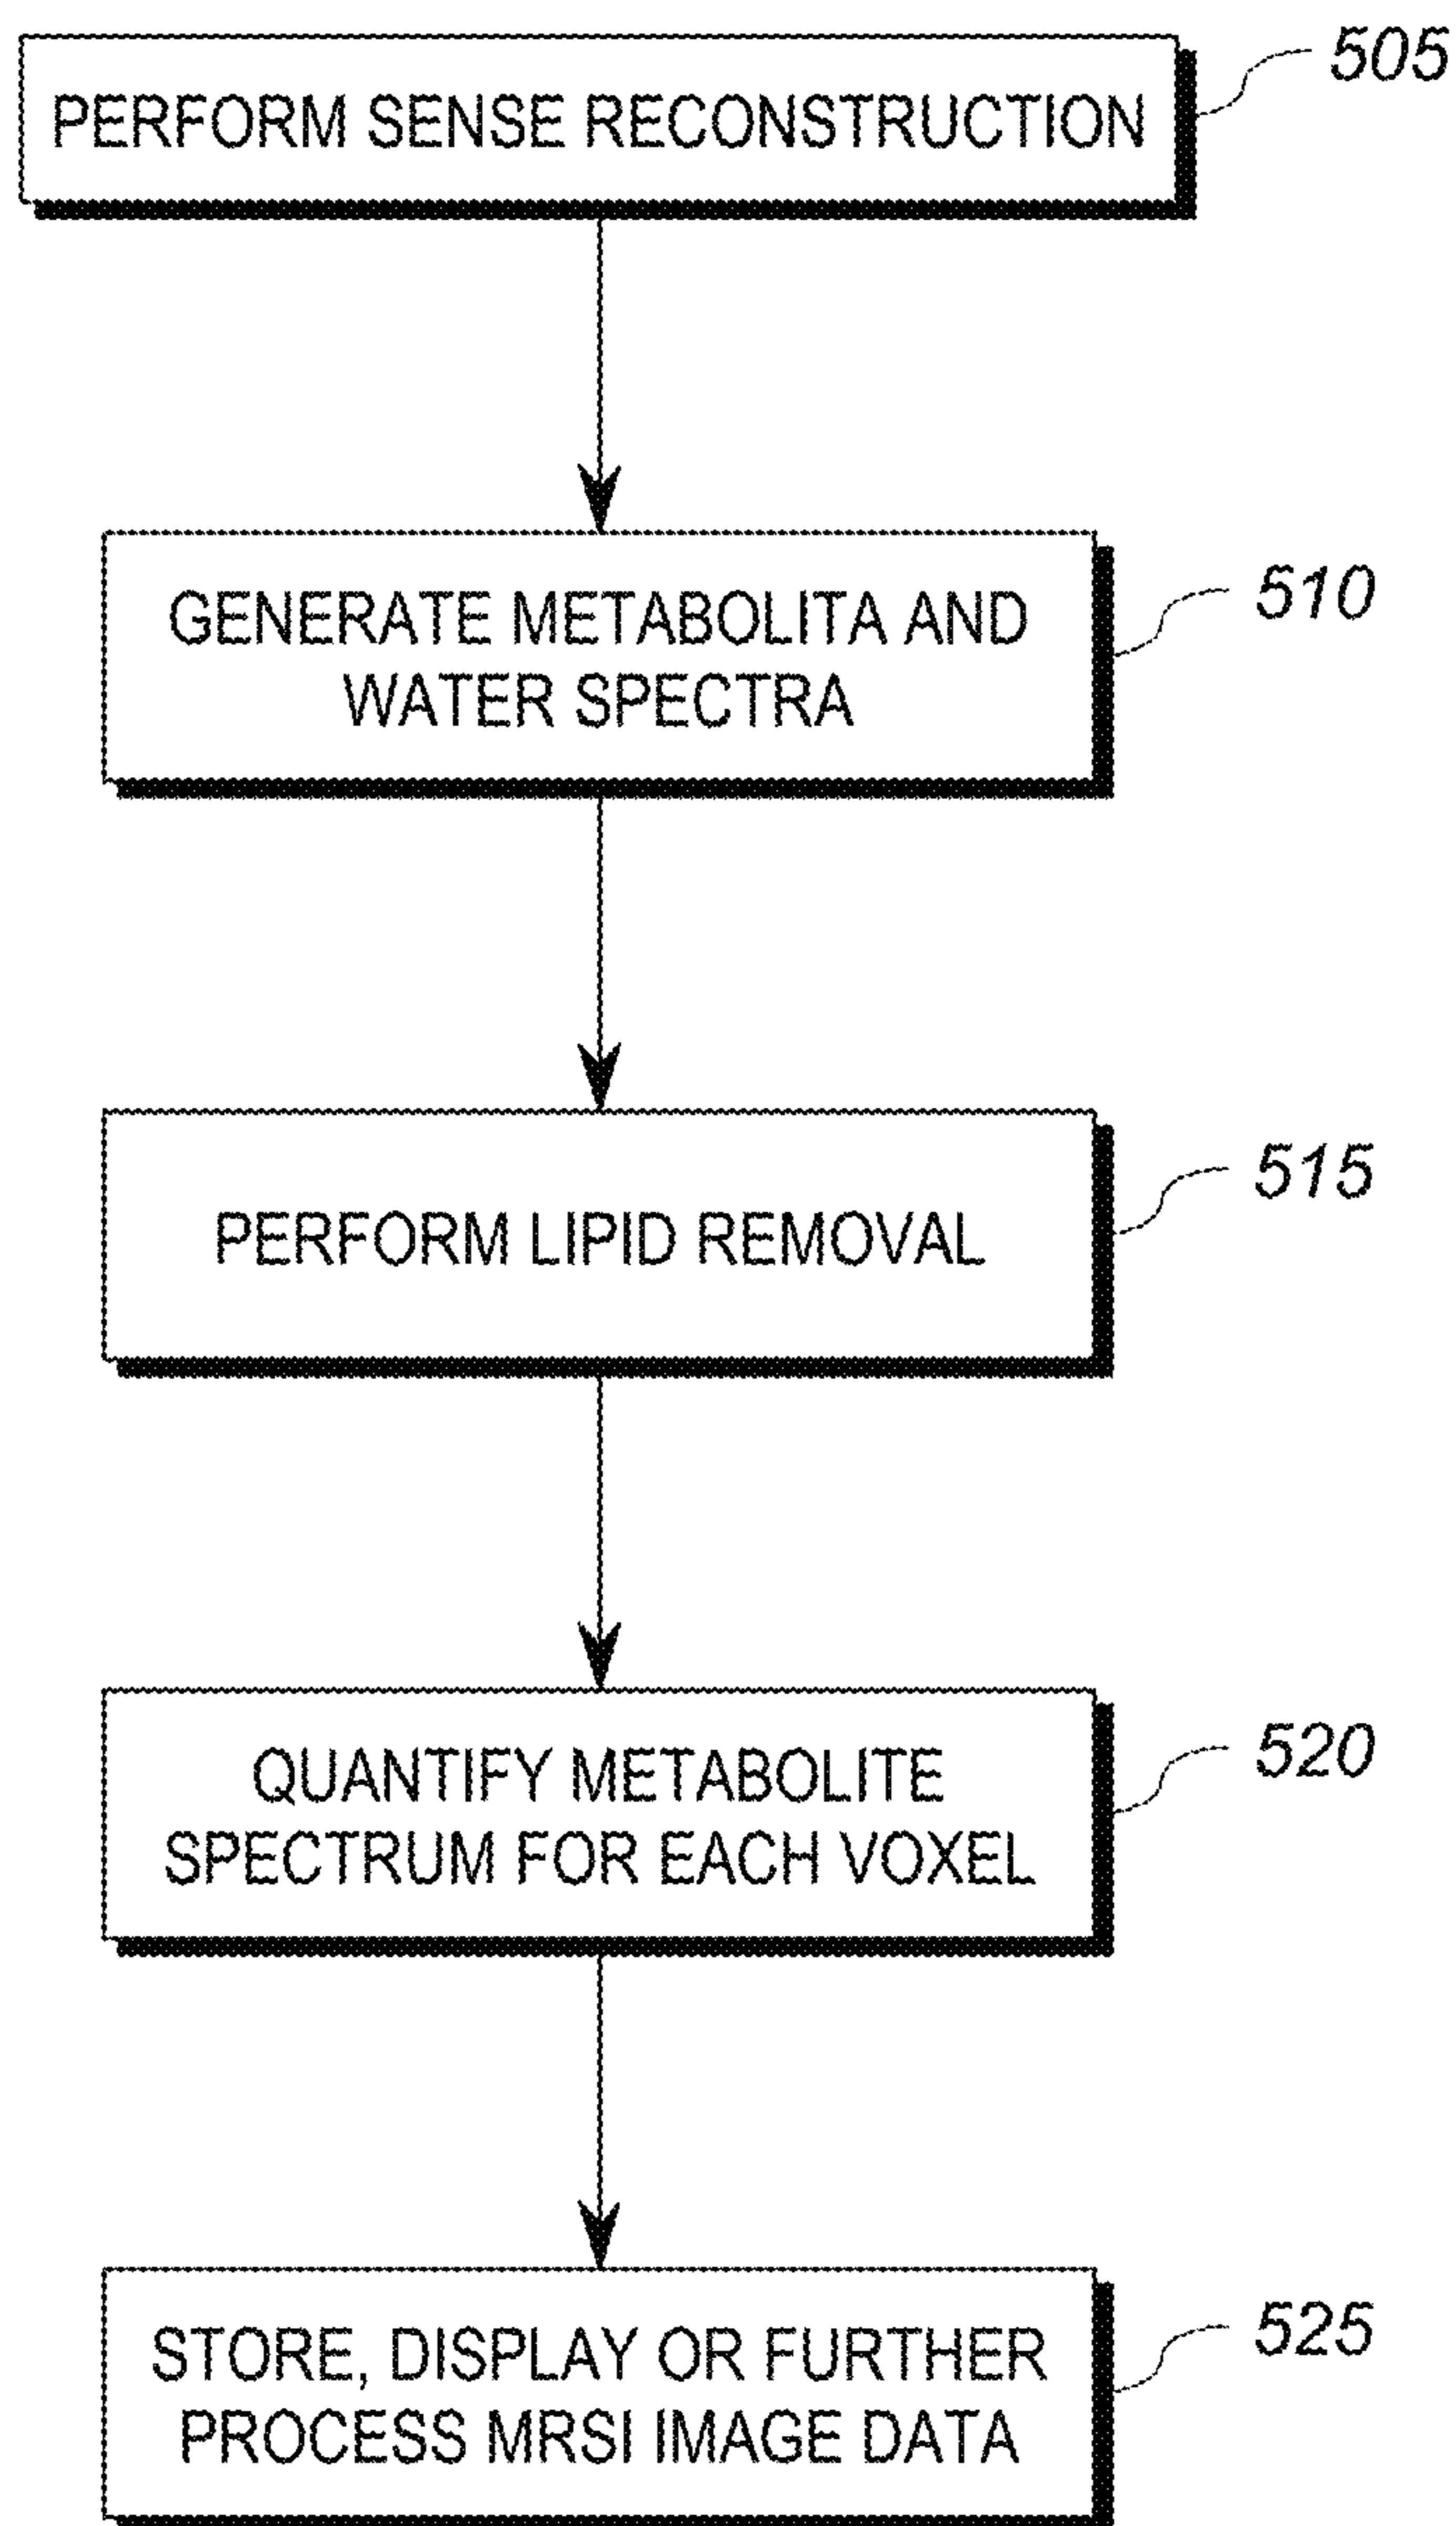 PERFORM SENSE RECONSTRUCTION
505
GENERATE METABOLITA AND
WATER SPECTRA
510
PERFORM LIPID REMOVAL
515
QUANTIFY METABOLITE
SPECTRUM FOR EACH VOXEL
520
STORE, DISPLAY OR FURTHER
PROCESS MRSI IMAGE DATA
525